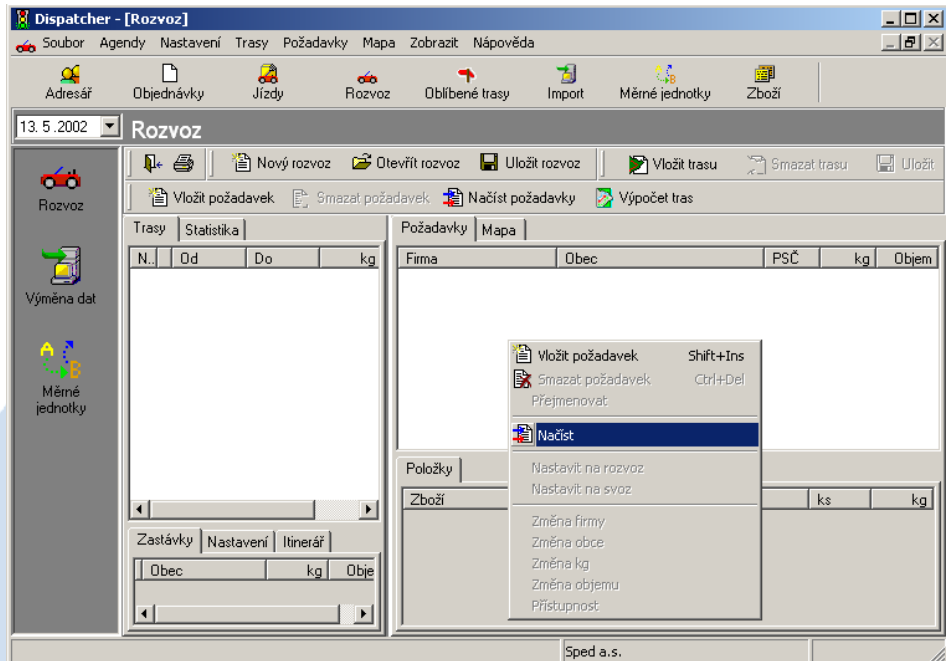 Dispatcher - [Rozvoz]
Soubor Agendy Nastavení Trasy Požadavky Mapa Zobrazit Nápověda
Adresář Objednávky Jízdy Rozvoz Oblíbené trasy Import Měrné jednotky Zboží
13. 5.2002 Rozvoz
Nový rozvoz Otevřít rozvoz Uložit rozvoz Vložit trasu Smazat trasu Uložit
Vložit požadavek Smazat požadavek Načíst požadavky Výpočet tras
Rozvoz
Výměna dat
A B
Měrné
jednotky
Trasy Statistika
N.. Od Do kg
Požadavky Mapa
Firma Obec PSČ kg Objem
Vložit požadavek Shift+Ins
Smazat požadavek Ctrl+Del
Přejmenovat
Načíst
Nastavit na rozvoz
Nastavit na svoz
Změna firmy
Změna obce
Změna kg
Změna objemu
Přístupnost
Položky
Zboží ks kg
Zastávky Nastavení Itinerář
Obec kg Obje
Sped a.s.